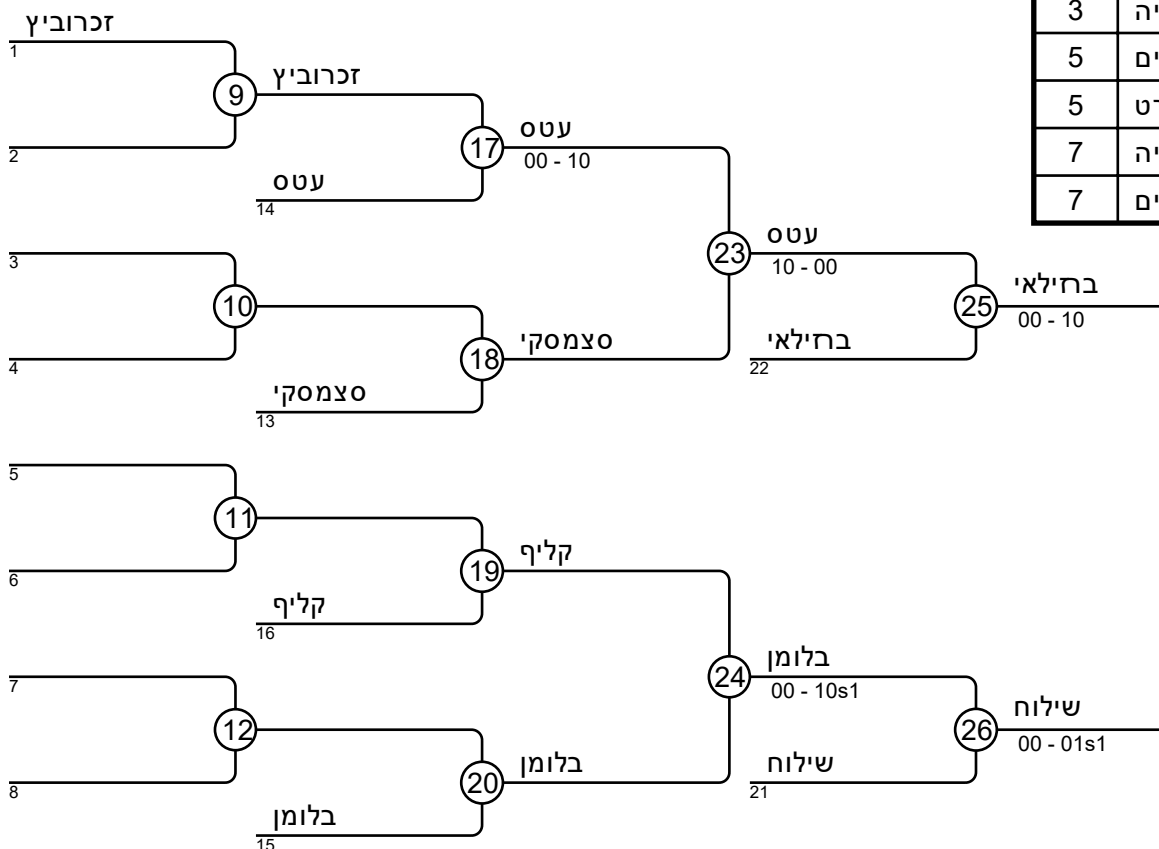 זכרוביץ
1
9
2
זכרוביץ
14
עטס
17
עטס
00 - 10
3
10
4
13
סצמסקי
18
סצמסקי
23
עטס
10 - 00
22
ברזילאי
25
ברזילאי
00 - 10
5
11
6
16
קליף
19
קליף
7
12
8
15
בלומן
20
בלומן
24
בלומן
00 - 10s1
21
שילוח
26
שילוח
00 - 01s1
3
5
5
7
7